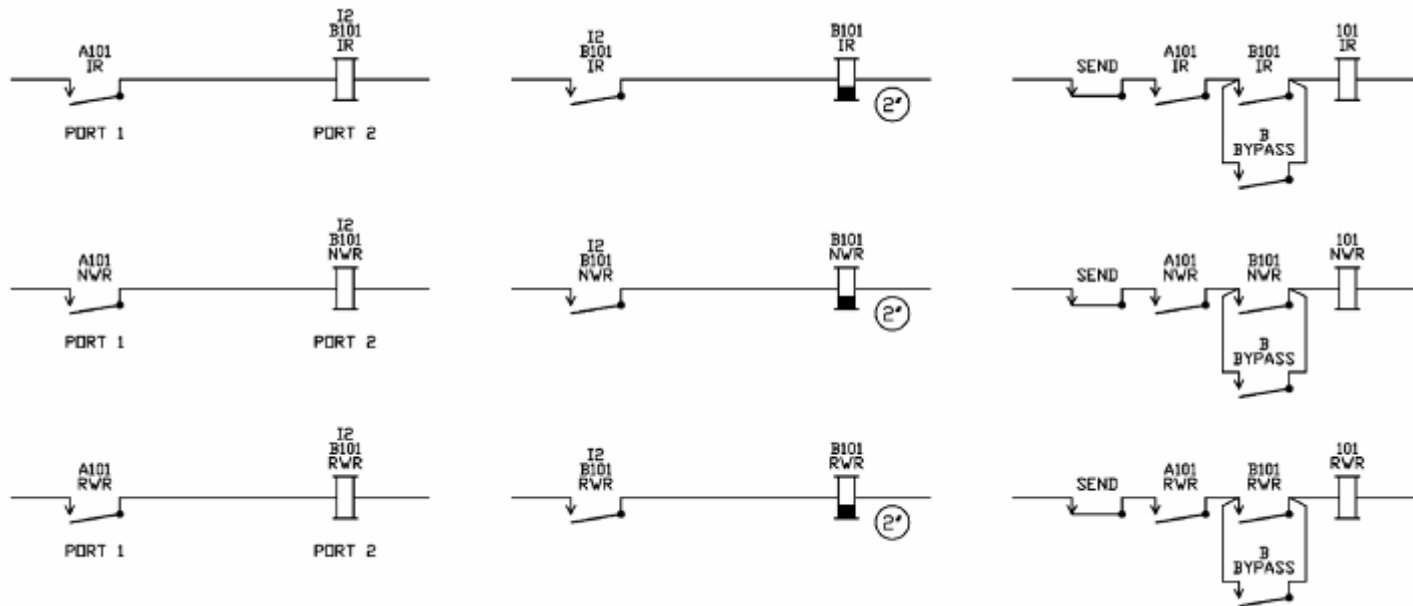 I2
B101
IR
A101
IR
PORT 1
PORT 2
I2
B101
IR
B101
IR
2"
SEND
A101
IR
B101
IR
101
IR
B
BYPASS
I2
B101
NWR
A101
NWR
PORT 1
PORT 2
I2
B101
NWR
B101
NWR
2"
SEND
A101
NWR
B101
NWR
101
NWR
B
BYPASS
I2
B101
RWR
A101
RWR
PORT 1
PORT 2
I2
B101
RWR
B101
RWR
2"
SEND
A101
RWR
B101
RWR
101
RWR
B
BYPASS